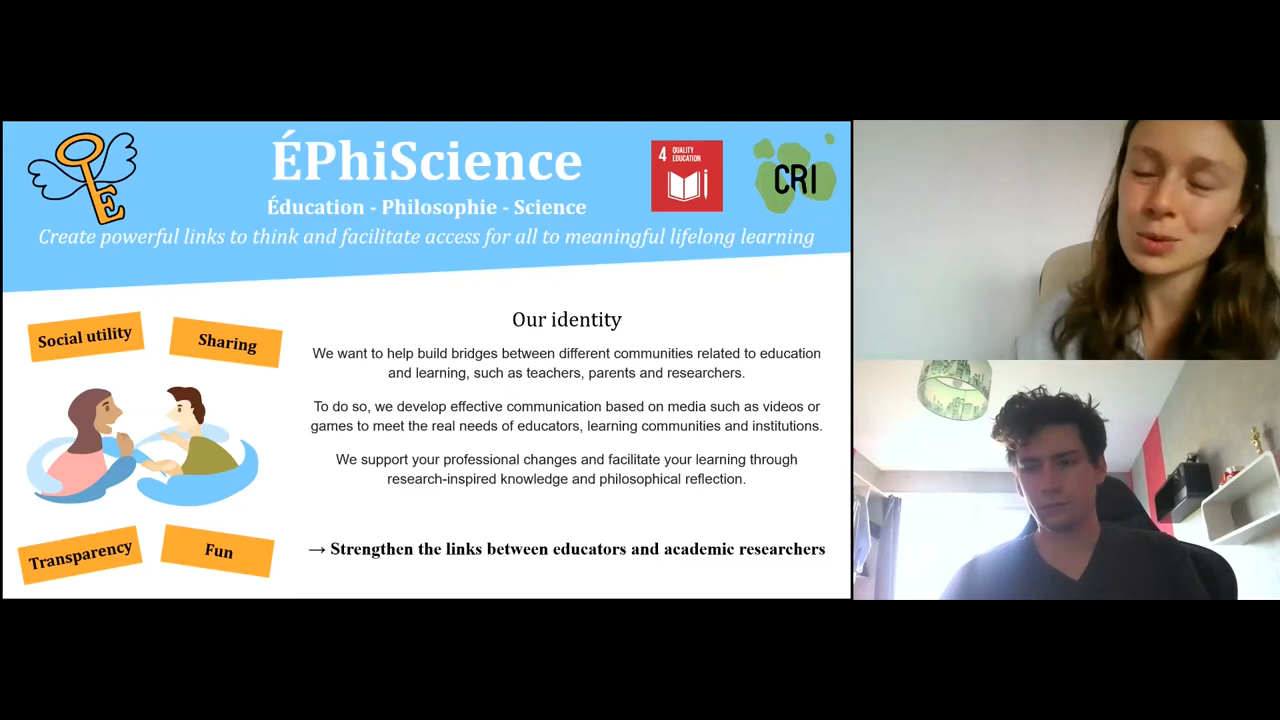 ÉPhiScience
Éducation - Philosophie - Science
Create powerful links to think and facilitate access for all to meaningful lifelong learning
4 QUALITY
EDUCATION
CRI
E
Social utility
Sharing
Transparency
Fun
Our identity
We want to help build bridges between different communities related to education
and learning, such as teachers, parents and researchers.
To do so, we develop effective communication based on media such as videos or
games to meet the real needs of educators, learning communities and institutions.
We support your professional changes and facilitate your learning through
research-inspired knowledge and philosophical reflection.
→ Strengthen the links between educators and academic researchers